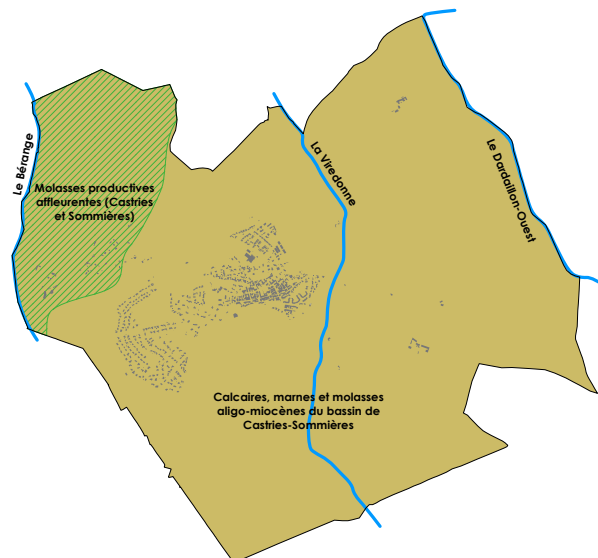 Le Bérange
Molasses productives
affleurentes (Castries
et Sommières)
La Viredonne
Le Dardaillon-Ouest
Calcaires, marnes et molasses
aligo-miocènes du bassin de
Castries-Sommières